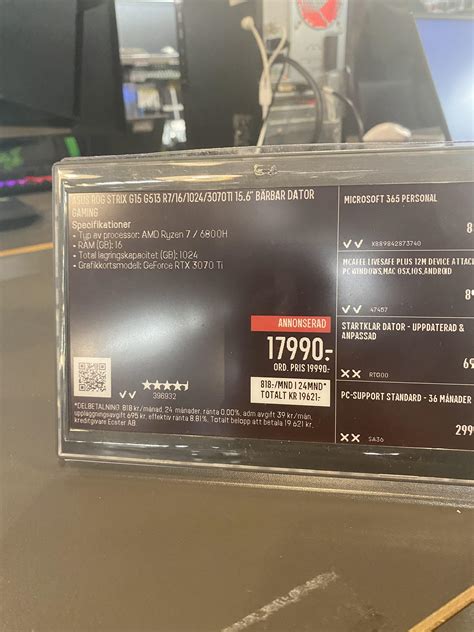 ASUS ROG STRIX G15 G513 R7/16/1024/3070TI 15.6" BÄRBAR DATOR
GAMING
Specifikationer
• Typ av processor: AMD Ryzen 7 / 6800H
• RAM (GB): 16
• Total lagringskapacitet (GB): 1024
• Grafikkortsmodell: GeForce RTX 3070 Ti
ANNONSERAD
17990:-
ORD. PRIS 19990:-
818:-/MND I 24MND*
TOTALT KR 19621:-
396932
*DELBETALNING: 818 kr/månad, 24 månader, ränta 0.00%, adm avgift 39 kr/mån,
uppläggningsavgift 695 kr, effektiv ränta 8,81%. Totalt belopp att betala 19 621 kr.
kreditgivare Ecster AB
MICROSOFT 365 PERSONAL
8
KB89842873740
MCAFEE LIVESAFE PLUS 12M DEVICE ATTACH
PC WINDOWS,MAC OSX,IOS,ANDROID
47457
STARTKLAR DATOR - UPPDATERAD &
ANPASSAD
69
RTD00
PC-SUPPORT STANDARD - 36 MÅNADER
299
SA36